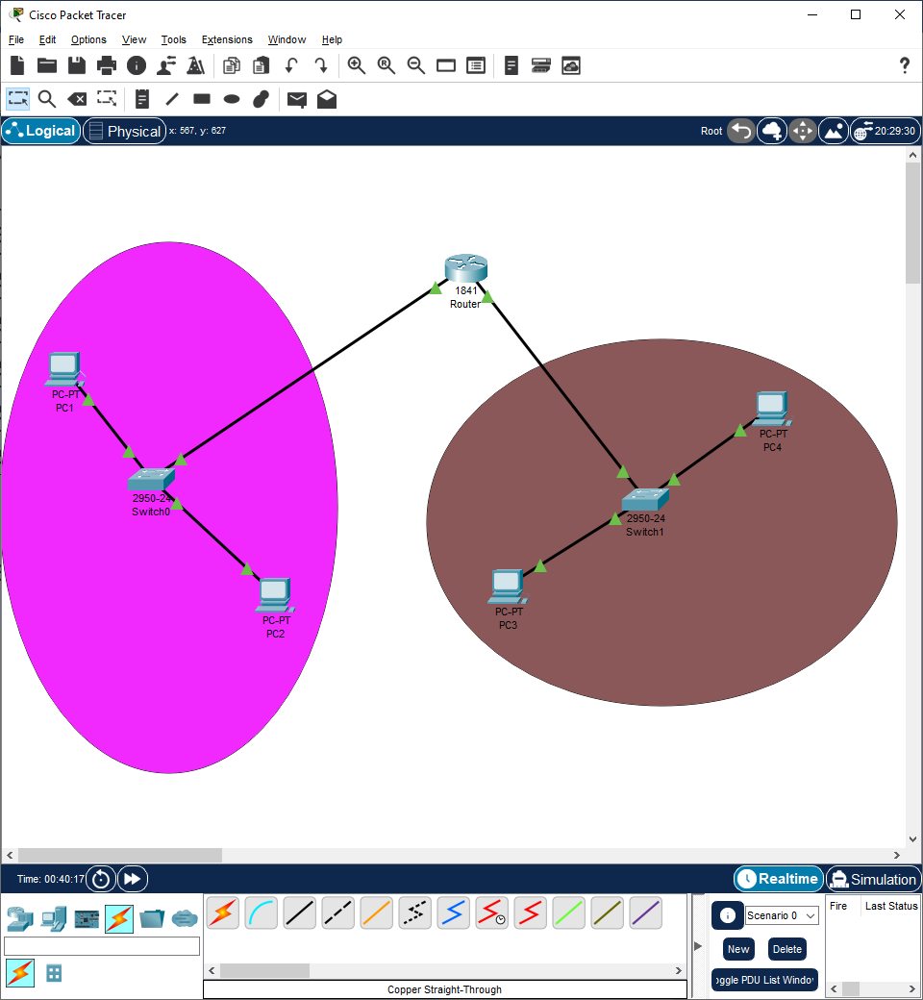 Cisco Packet Tracer
File Edit Options View Tools Extensions Window Help
Logical Physical x: 567, y: 627 Root 20:29:30
1841
Router
PC-PT
PC1
PC-PT
PC4
2950-24
Switch0
2950-24
Switch1
PC-PT
PC3
PC-PT
PC2
Time: 00:40:17 Realtime Simulation
Scenario 0 Fire Last Status
New Delete
oggle PDU List Windo
Copper Straight-Through